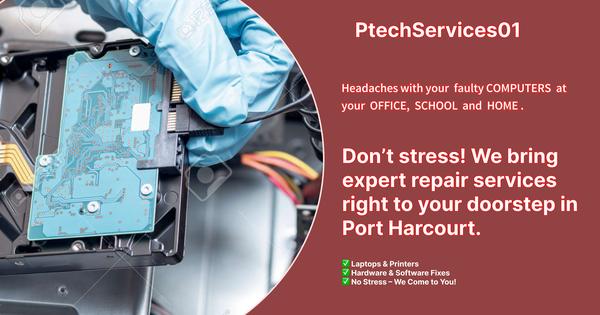 PtechServices01
Headaches with your faulty COMPUTERS at
your OFFICE, SCHOOL and HOME .
Don’t stress! We bring
expert repair services
right to your doorstep in
Port Harcourt.
✅ Laptops & Printers
✅ Hardware & Software Fixes
✅ No Stress – We Come to You!